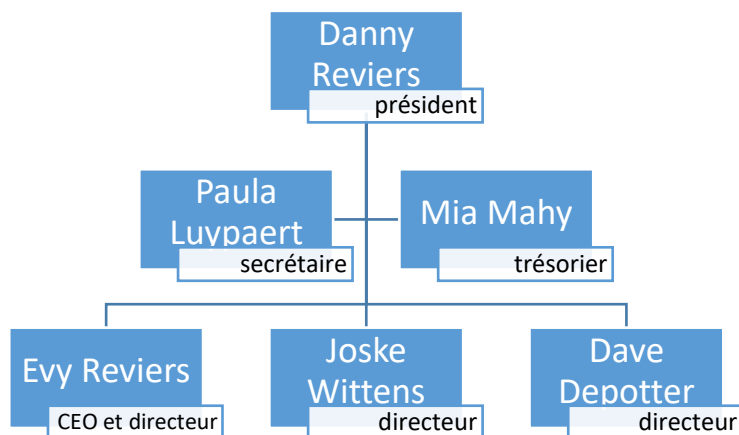 Danny
Reviers
président
Paula
Luypaert
secrétaire
Mia Mahy
trésorier
Evy Reviers
CEO et directeur
Joske
Wittens
directeur
Dave
Depotter
directeur